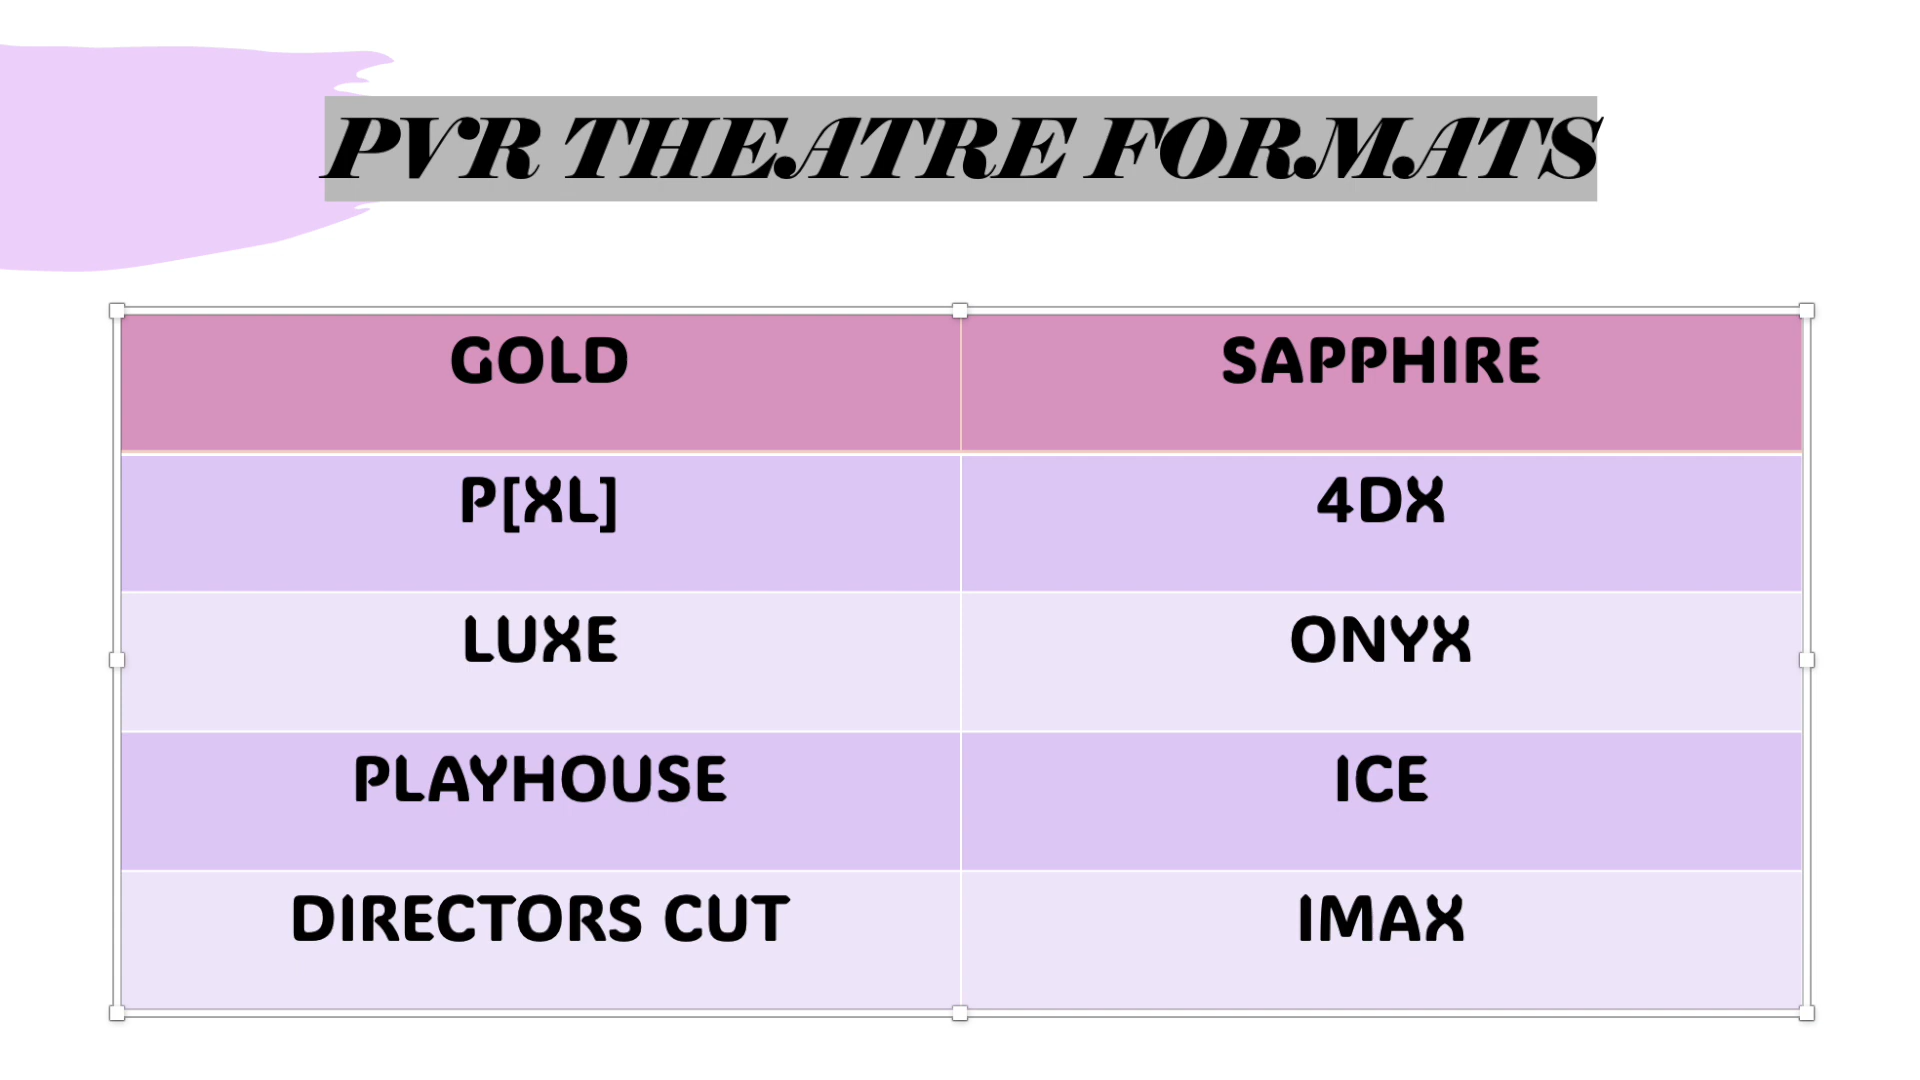 PVR THEATRE FORMATS
GOLD SAPPHIRE
P[XL] 4DX
LUXE ONYX
PLAYHOUSE ICE
DIRECTORS CUT IMAX